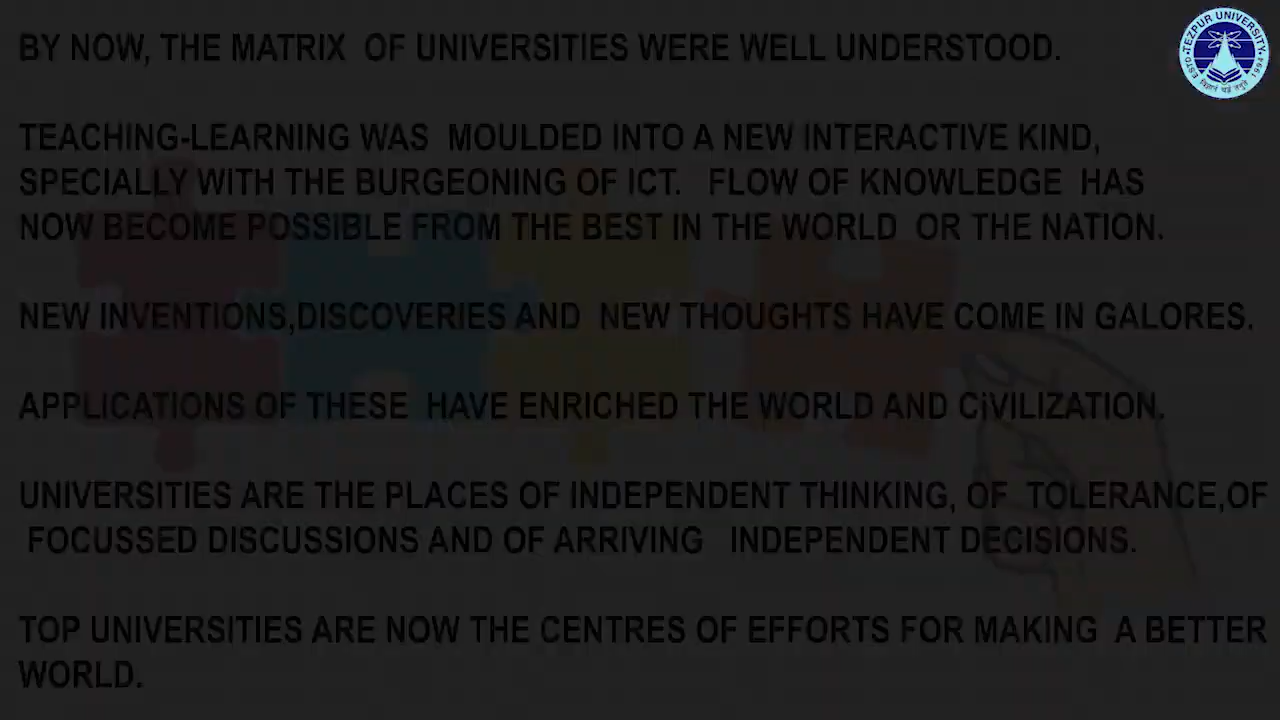 BY NOW, THE MATRIX OF UNIVERSITIES WERE WELL UNDERSTOOD.
TEZPUR UNIVERSITY
ESTD 1994
TEACHING-LEARNING WAS MOULDED INTO A NEW INTERACTIVE KIND,
SPECIALLY WITH THE BURGEONING OF ICT. FLOW OF KNOWLEDGE HAS
NOW BECOME POSSIBLE FROM THE BEST IN THE WORLD OR THE NATION.
NEW INVENTIONS,DISCOVERIES AND NEW THOUGHTS HAVE COME IN GALORES.
APPLICATIONS OF THESE HAVE ENRICHED THE WORLD AND CiVILIZATION.
UNIVERSITIES ARE THE PLACES OF INDEPENDENT THINKING, OF TOLERANCE,OF
FOCUSSED DISCUSSIONS AND OF ARRIVING INDEPENDENT DECISIONS.
TOP UNIVERSITIES ARE NOW THE CENTRES OF EFFORTS FOR MAKING A BETTER
WORLD.